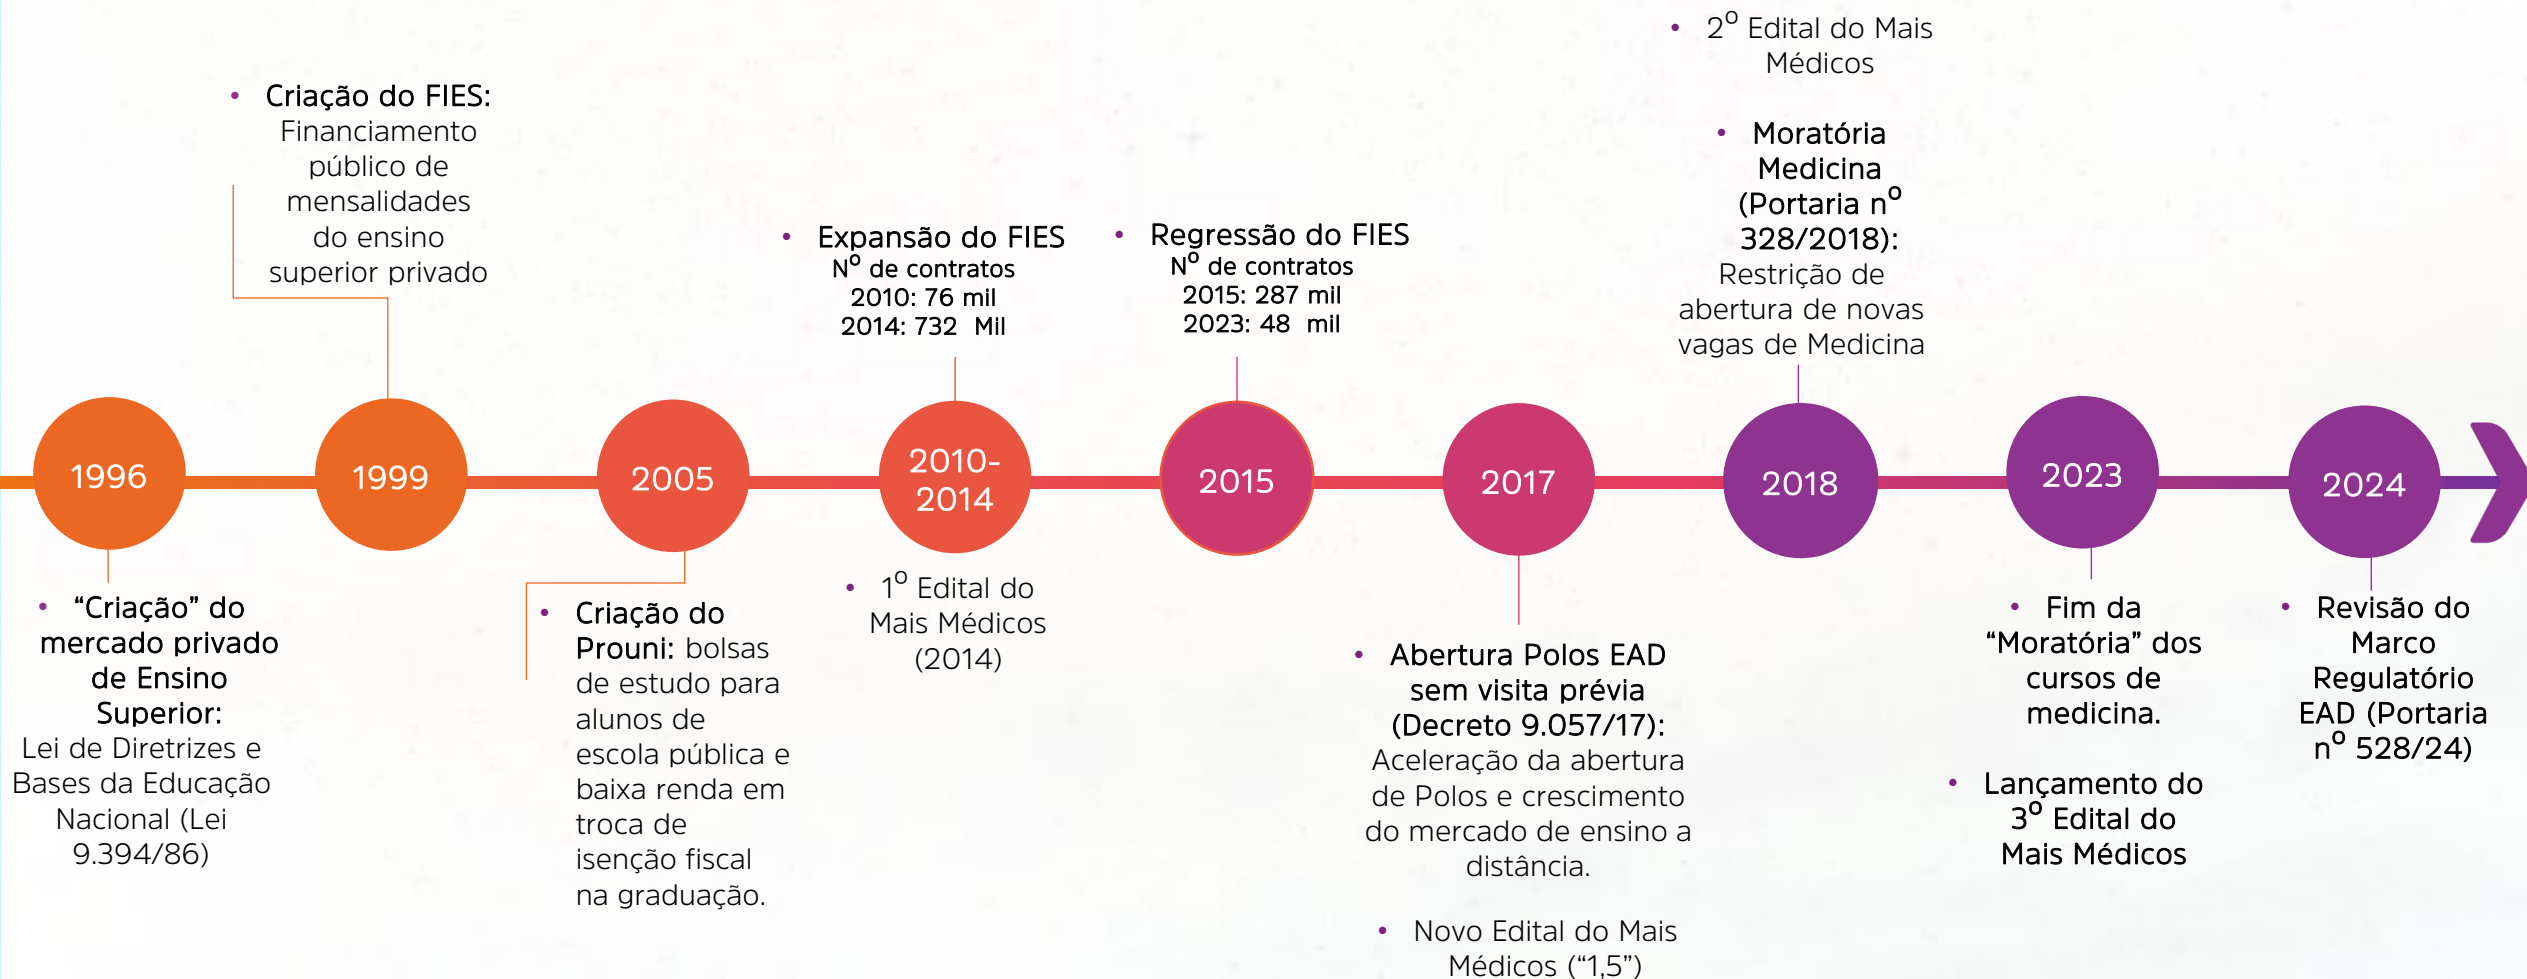 • Criação do FIES:
Financiamento
público de
mensalidades
do ensino
superior privado
• Expansão do FIES
Nº de contratos
2010: 76 mil
2014: 732 Mil
• Regressão do FIES
Nº de contratos
2015: 287 mil
2023: 48 mil
• 2º Edital do Mais
Médicos
• Moratória
Medicina
(Portaria nº
328/2018):
Restrição de
abertura de novas
vagas de Medicina
1996
1999
2005
2010-
2014
2015
2017
2018
2023
2024
• “Criação” do
mercado privado
de Ensino
Superior:
Lei de Diretrizes e
Bases da Educação
Nacional (Lei
9.394/86)
• Criação do
Prouni: bolsas
de estudo para
alunos de
escola pública e
baixa renda em
troca de
isenção fiscal
na graduação.
• 1º Edital do
Mais Médicos
(2014)
• Abertura Polos EAD
sem visita prévia
(Decreto 9.057/17):
Aceleração da abertura
de Polos e crescimento
do mercado de ensino a
distância.
• Novo Edital do Mais
Médicos (“1,5”)
• Fim da
“Moratória” dos
cursos de
medicina.
• Lançamento do
3º Edital do
Mais Médicos
• Revisão do
Marco
Regulatório
EAD (Portaria
nº 528/24)